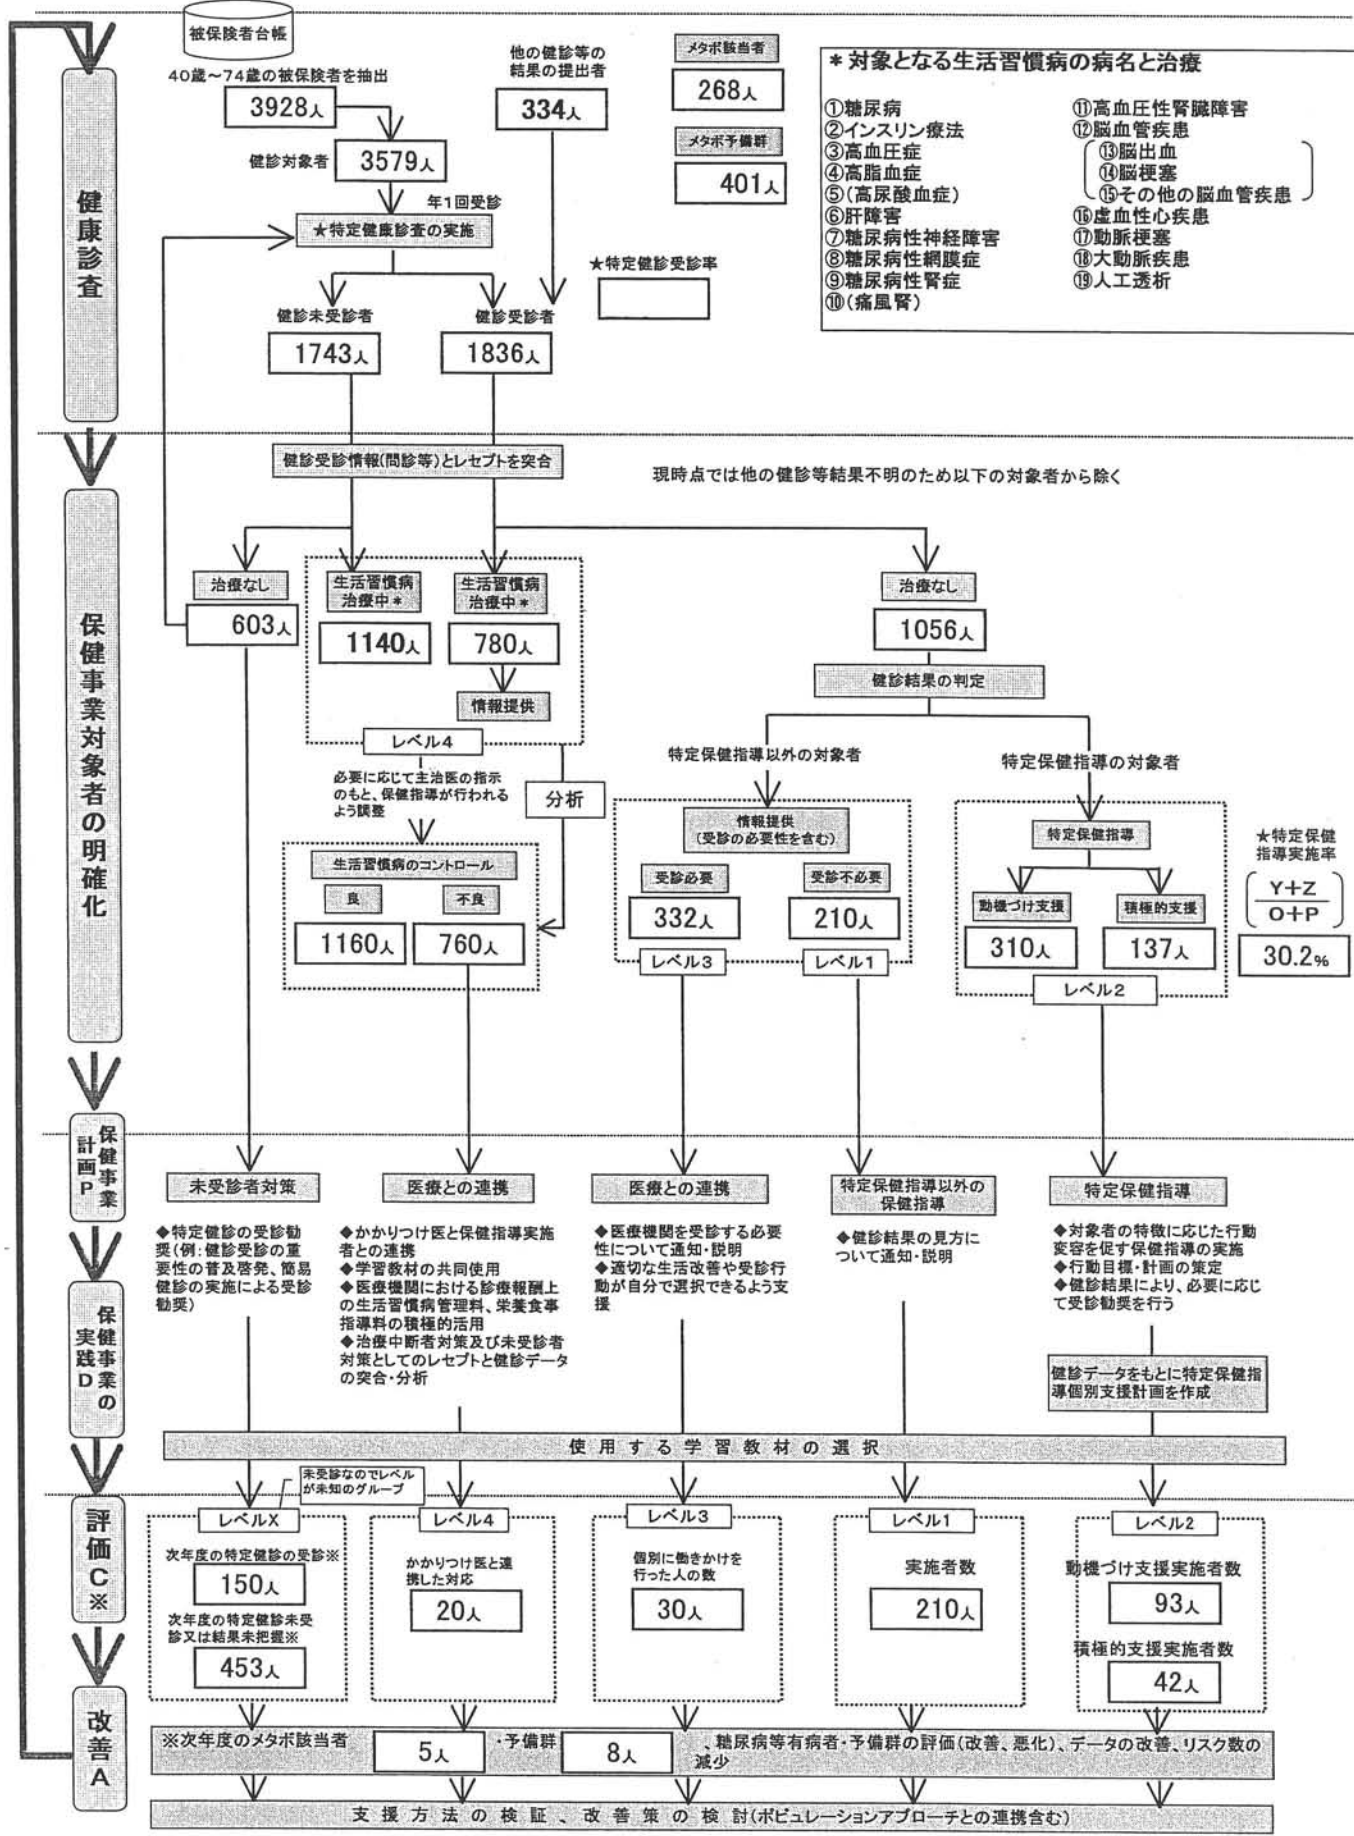 被保険者台帳
40歳～74歳の被保険者を抽出
3928人
健診対象者
3579人
年1回受診
★特定健康診査の実施
他の健診等の
結果の提出者
334人
メタボ該当者
268人
メタボ予備群
401人
★特定健診受診率
健診未受診者
1743人
健診受診者
1836人
＊対象となる生活習慣病の病名と治療
①糖尿病
②インスリン療法
③高血圧症
④高脂血症
⑤(高尿酸血症)
⑥肝障害
⑦糖尿病性神経障害
⑧糖尿病性網膜症
⑨糖尿病性腎症
⑩(痛風腎)
⑪高血圧性腎臓障害
⑫脳血管疾患
⑬脳出血
⑭脳梗塞
⑮その他の脳血管疾患
⑯虚血性心疾患
⑰動脈梗塞
⑱大動脈疾患
⑲人工透析
健康診査
健診受診情報(問診等)とレセプトを突合
現時点では他の健診等結果不明のため以下の対象者から除く
保健事業対象者の明確化
治療なし
603人
生活習慣病
治療中＊
1140人
生活習慣病
治療中＊
780人
情報提供
レベル4
必要に応じて主治医の指示
のもと、保健指導が行われる
よう調整
分析
生活習慣病のコントロール
良
1160人
不良
760人
治療なし
1056人
健診結果の判定
特定保健指導以外の対象者
情報提供
(受診の必要性を含む)
受診必要
332人
レベル3
受診不必要
210人
レベル1
特定保健指導の対象者
特定保健指導
動機づけ支援
310人
積極的支援
137人
レベル2
★特定保健
指導実施率
Y+Z
O+P
30.2%
保健事業
計画P
未受診者対策
◆特定健診の受診勧
奨(例:健診受診の重
要性の普及啓発、簡易
健診の実施による受診
勧奨)
医療との連携
◆かかりつけ医と保健指導実施
者との連携
◆学習教材の共同使用
◆医療機関における診療報酬上
の生活習慣病管理料、栄養食事
指導料の積極的活用
◆治療中断者対策及び未受診者
対策としてのレセプトと健診データ
の突合・分析
医療との連携
◆医療機関を受診する必要
性について通知・説明
◆適切な生活改善や受診行
動が自分で選択できるよう支
援
特定保健指導以外の
保健指導
◆健診結果の見方に
ついて通知・説明
特定保健指導
◆対象者の特徴に応じた行動
変容を促す保健指導の実施
◆行動目標・計画の策定
◆健診結果により、必要に応じ
て受診勧奨を行う
健診データをもとに特定保健指
導個別支援計画を作成
保健事業の
実践D
使用する学習教材の選択
未受診なのでレベル
が未知のグループ
評価C※
レベルX
次年度の特定健診の受診※
150人
次年度の特定健診未受
診又は結果未把握※
453人
レベル4
かかりつけ医と連
携した対応
20人
レベル3
個別に働きかけを
行った人の数
30人
レベル1
実施者数
210人
レベル2
動機づけ支援実施者数
93人
積極的支援実施者数
42人
改善A
※次年度のメタボ該当者
5人
・予備群
8人
、糖尿病等有病者・予備群の評価(改善、悪化)、データの改善、リスク数の
減少
支援方法の検証、改善策の検討(ポピュレーションアプローチとの連携含む)